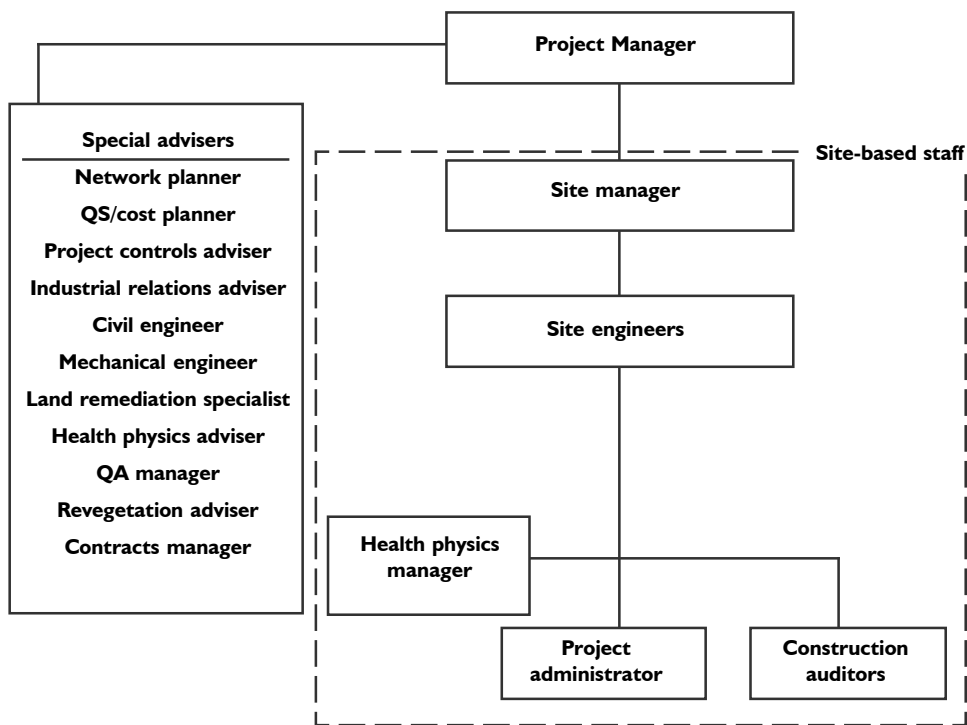 Project Manager
Special advisers
Network planner
QS/cost planner
Project controls adviser
Industrial relations adviser
Civil engineer
Mechanical engineer
Land remediation specialist
Health physics adviser
QA manager
Revegetation adviser
Contracts manager
Site-based staff
Site manager
Site engineers
Health physics
manager
Project
administrator
Construction
auditors